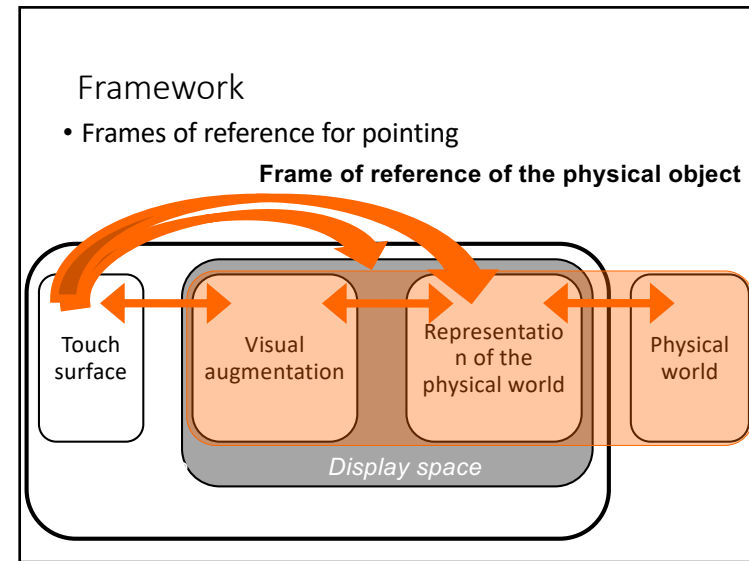 Framework
• Frames of reference for pointing
Frame of reference of the physical object
Touch
surface
Visual
augmentation
Representatio
n of the
physical world
Physical
world
Display space